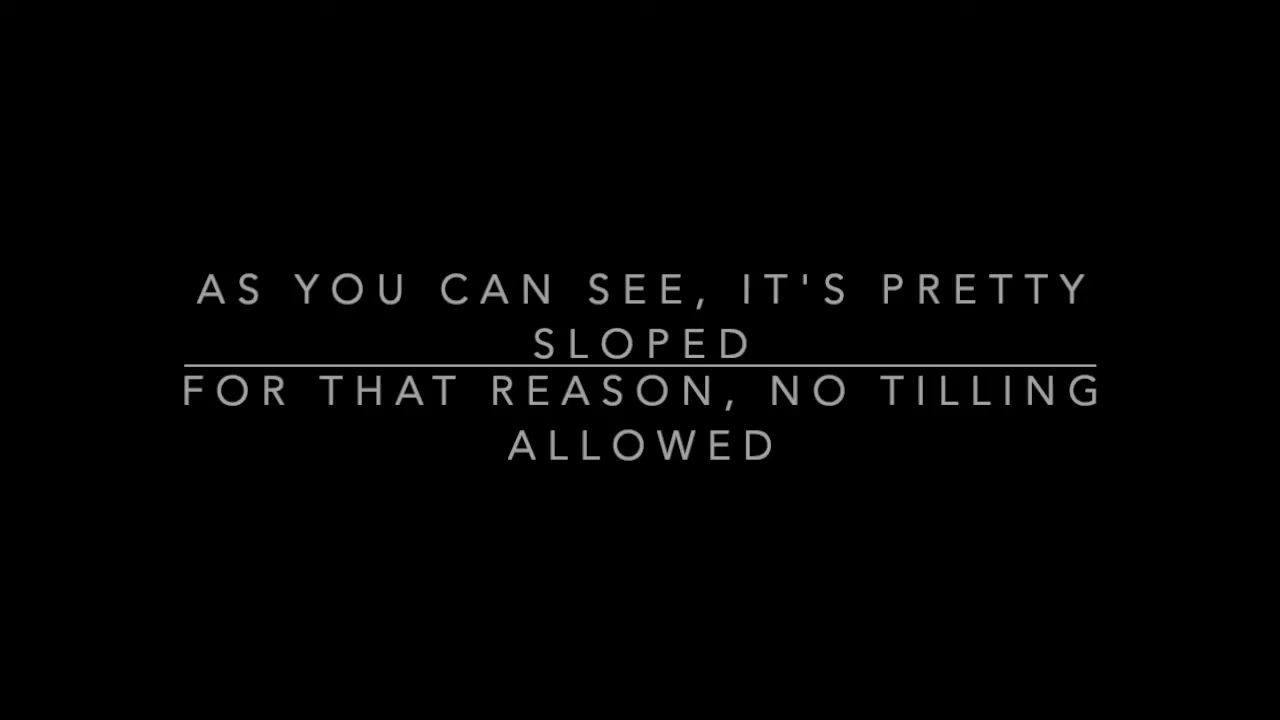 AS YOU CAN SEE, IT'S PRETTY
SLOPED
FOR THAT REASON, NO TILLING
ALLOWED